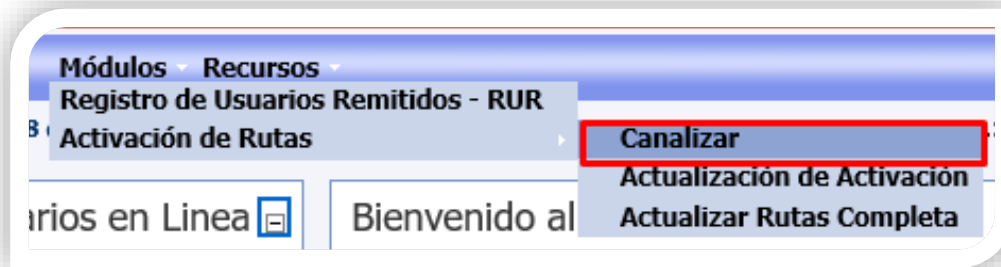 Módulos Recursos
Registro de Usuarios Remitidos - RUR
8
Activación de Rutas
Canalizar
Actualización de Activación
Actualizar Rutas Completa
arios en Linea
Bienvenido al